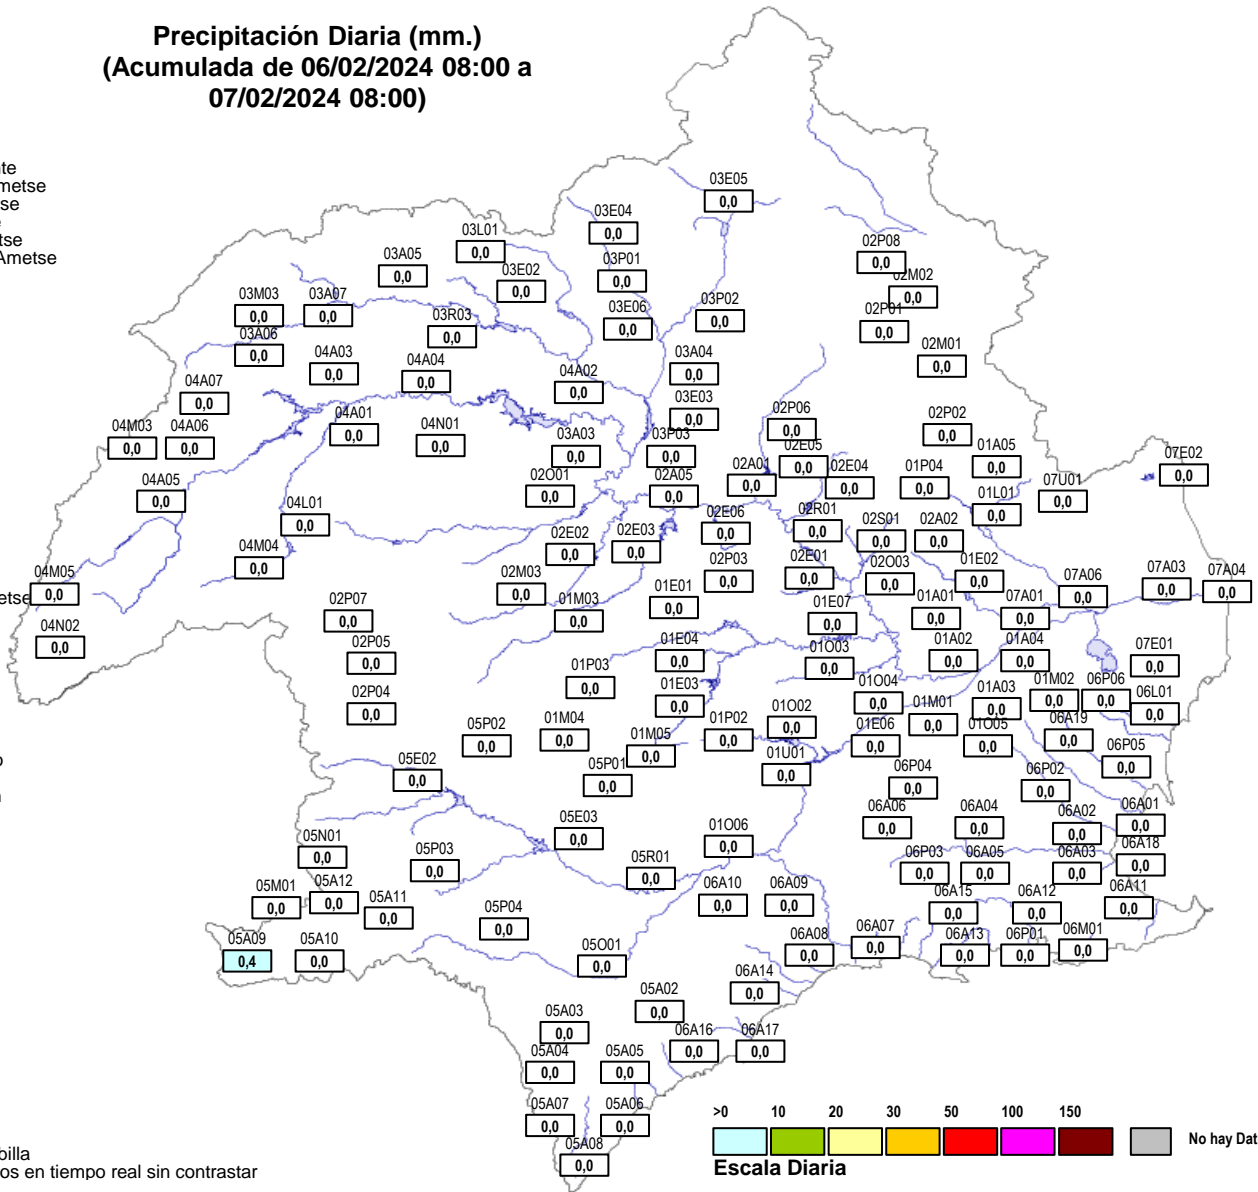 Precipitación Diaria (mm.)
(Acumulada de 06/02/2024 08:00 a
07/02/2024 08:00)
03E05
0,0
03E04
0,0
03L01
0,0
03A05
0,0
03E02
0,0
03P01
0,0
02P08
0,0
02M02
0,0
03M03
0,0
03A07
0,0
03R03
0,0
03E06
0,0
03P02
0,0
02P01
0,0
03A06
0,0
04A03
0,0
04A04
0,0
04A02
0,0
03A04
0,0
02M01
0,0
04A07
0,0
03E03
0,0
04M03
0,0
04A06
0,0
04A01
0,0
04N01
0,0
03A03
0,0
03P03
0,0
02P06
0,0
02P02
0,0
02E05
0,0
01A05
0,0
07E02
0,0
04A05
0,0
02O01
0,0
02A05
0,0
02A01
0,0
02E04
0,0
01P04
0,0
07U01
0,0
01L01
0,0
04L01
0,0
02E06
0,0
02R01
0,0
02S01
0,0
02A02
0,0
04M04
0,0
02E02
0,0
02E03
0,0
02P03
0,0
02E01
0,0
02O03
0,0
01E02
0,0
04M05
0,0
02M03
0,0
07A06
0,0
07A03
0,0
07A04
0,0
02P07
0,0
01M03
0,0
01E01
0,0
01E07
0,0
01A01
0,0
07A01
0,0
04N02
0,0
02P05
0,0
01E04
0,0
01O03
0,0
01A02
0,0
01A04
0,0
07E01
0,0
01P03
0,0
02P04
0,0
01E03
0,0
01O04
0,0
01A03
0,0
01M02
0,0
06P06
0,0
06L01
0,0
05P02
0,0
01M04
0,0
01M05
0,0
01P02
0,0
01O02
0,0
01E06
0,0
01M01
0,0
01O05
0,0
06A19
0,0
05E02
0,0
05P01
0,0
01U01
0,0
06P04
0,0
06P02
0,0
06P05
0,0
05E03
0,0
01O06
0,0
06A06
0,0
06A04
0,0
06A02
0,0
06A01
0,0
05N01
0,0
05P03
0,0
05R01
0,0
06P03
0,0
06A05
0,0
06A03
0,0
06A18
0,0
05M01
0,0
05A12
0,0
05A11
0,0
06A10
0,0
06A09
0,0
06A15
0,0
06A12
0,0
06A11
0,0
05A09
0,4
05A10
0,0
05P04
0,0
05O01
0,0
06A08
0,0
06A07
0,0
06A13
0,0
06P01
0,0
06M01
0,0
05A02
0,0
06A14
0,0
05A03
0,0
06A16
0,0
06A17
0,0
05A04
0,0
05A05
0,0
05A07
0,0
05A06
0,0
05A08
0,0
>0 10 20 30 50 100 150
No hay Dat
Escala Diaria
billa
os en tiempo real sin contrastar